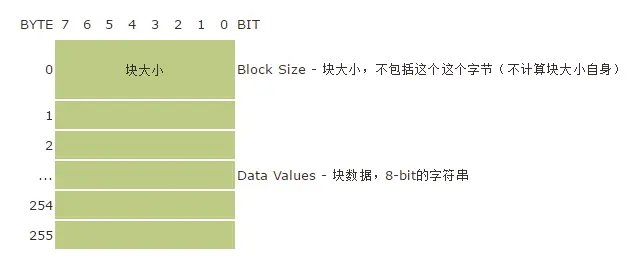 BYTE 7 6 5 4 3 2 1 0 BIT
0 块大小 Block Size - 块大小，不包括这个这个字节（不计算块大小自身）
1
2
... Data Values - 块数据，8-bit的字符串
254
255